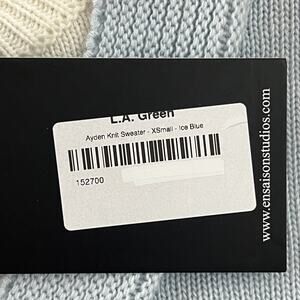 L.A. Green
Ayden Knit Sweater - XSmall - Ice Blue
152700
www.ensaisonstudios.com